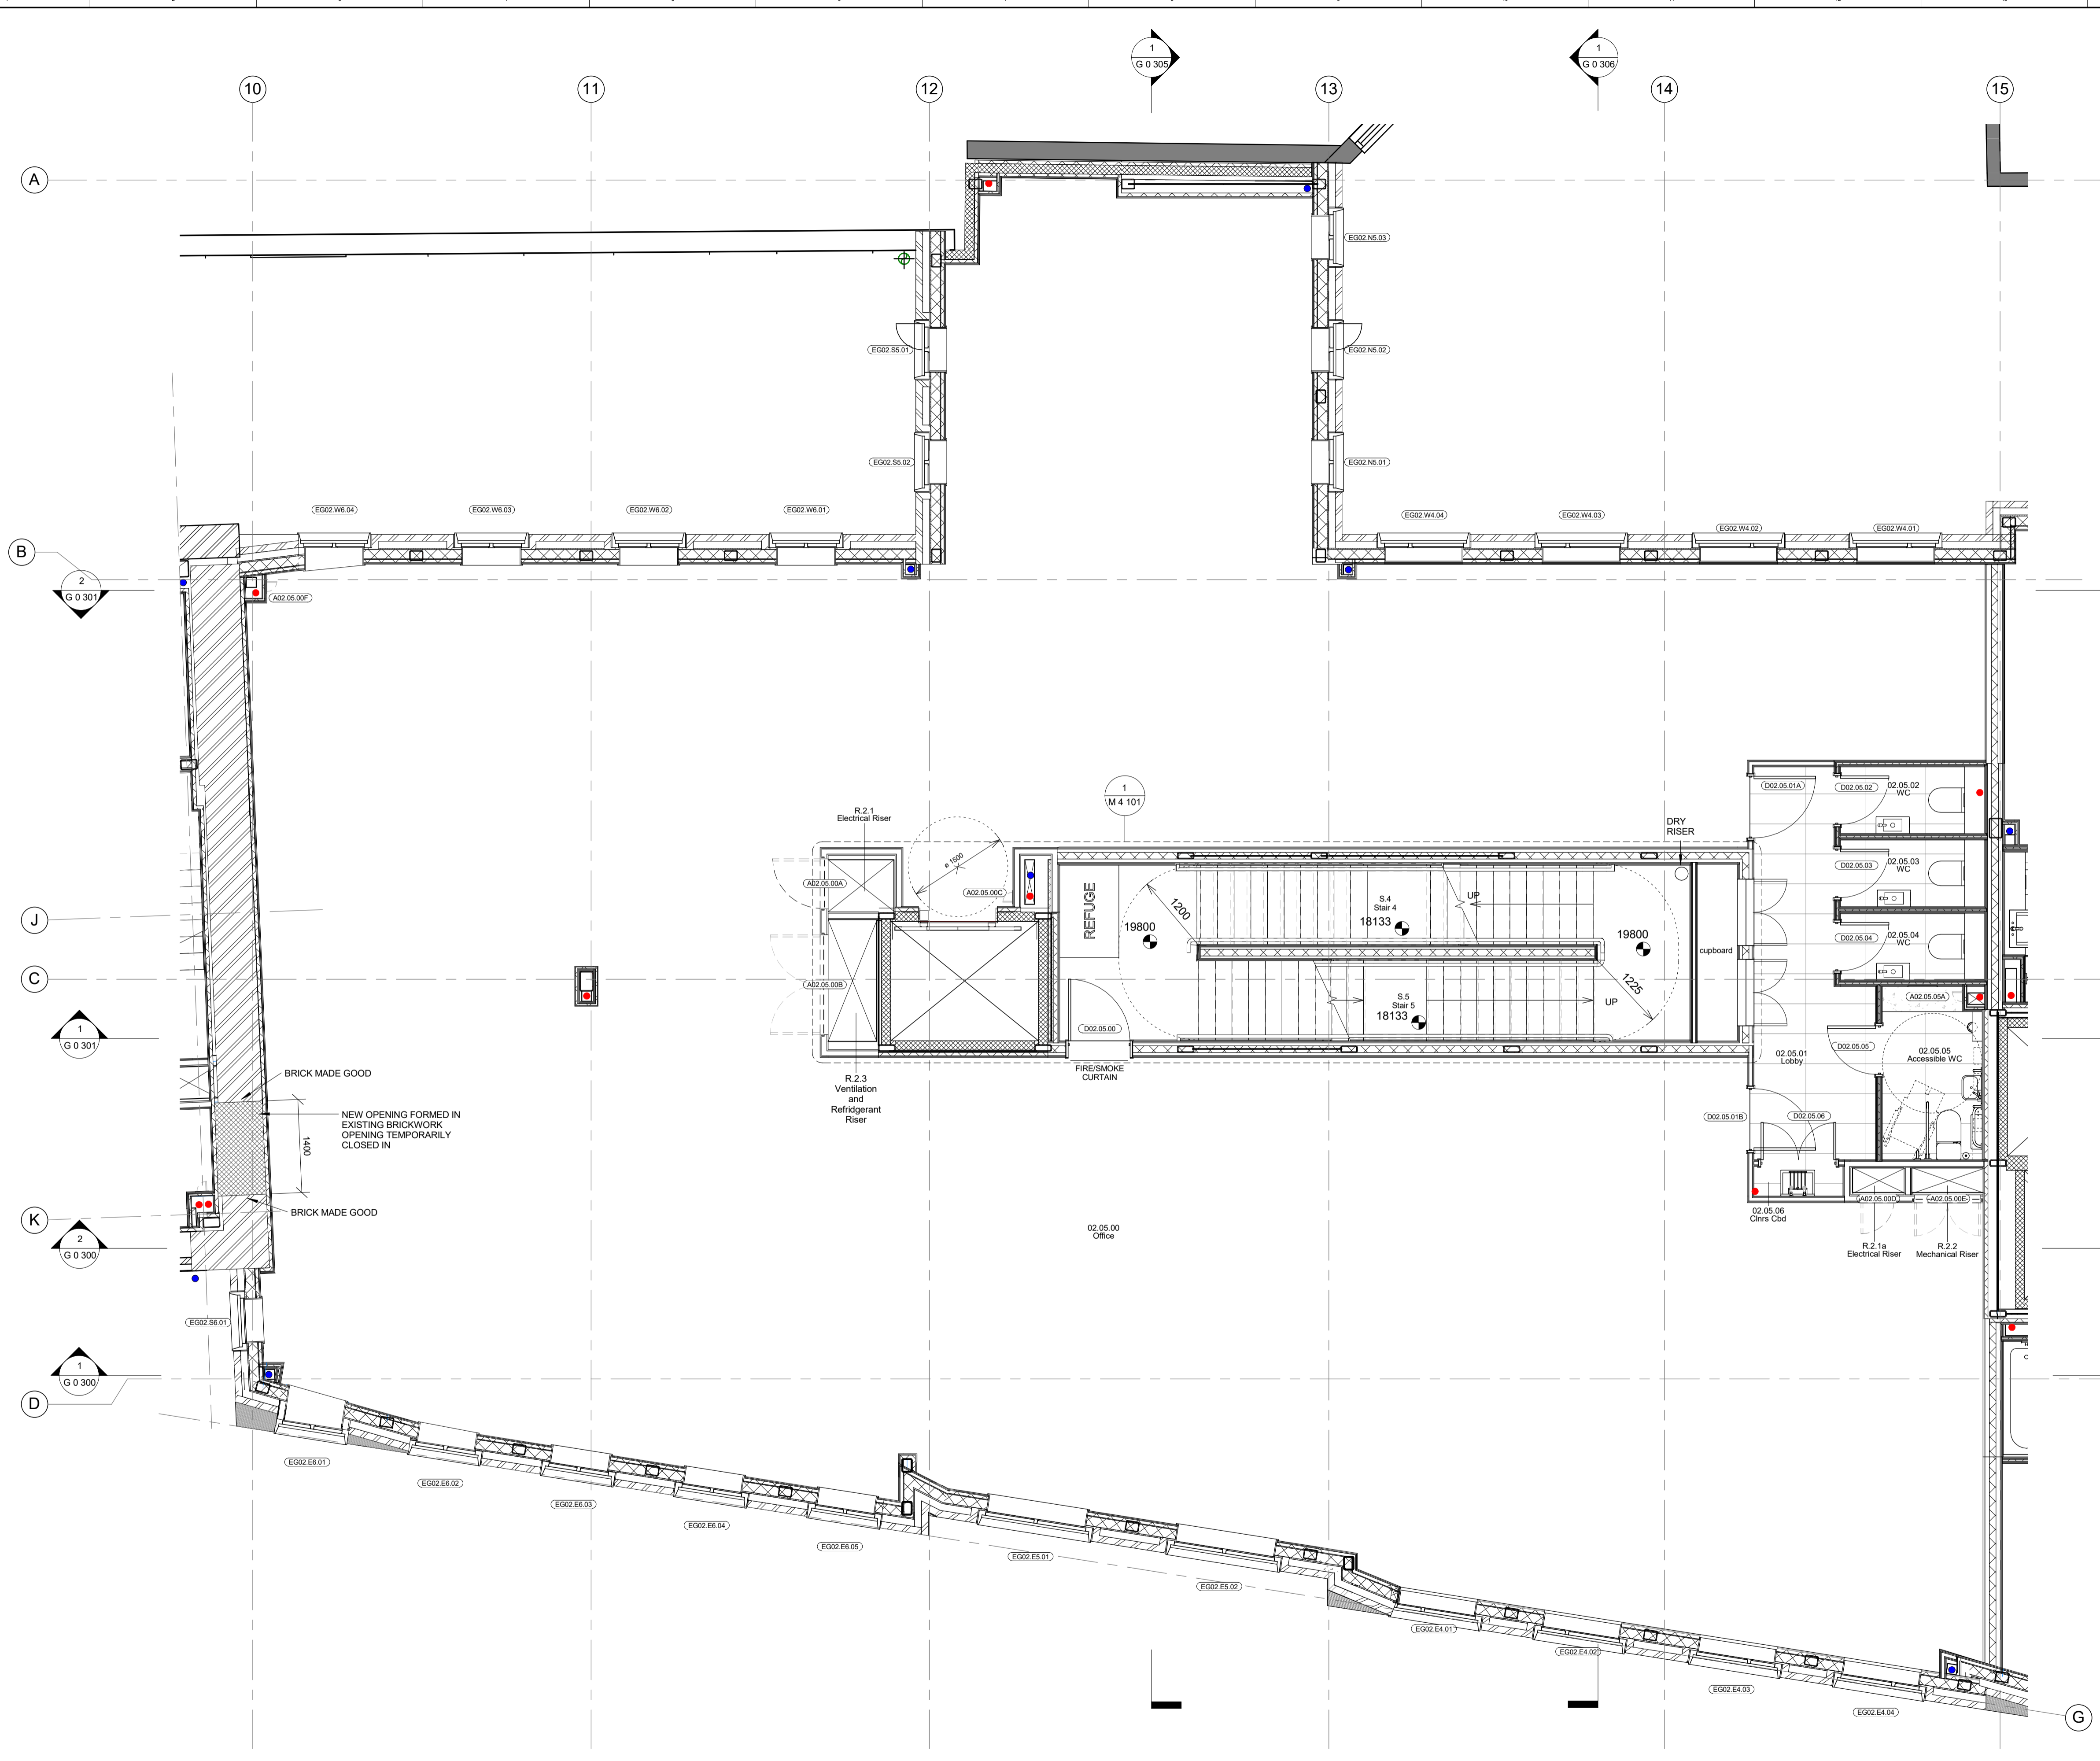 1
G 0 305
1
G 0 306
10
11
12
13
14
15
A
EG02.N5.03
EG02.S5.01
EG02.N5.02
EG02.S5.02
EG02.N5.01
EG02.W6.04
EG02.W6.03
EG02.W6.02
EG02.W6.01
EG02.W4.04
EG02.W4.03
EG02.W4.02
EG02.W4.01
B
2
G 0 301
A02.05.00F
1
M 4 101
R.2.1
Electrical Riser
DRY
RISER
D02.05.01A
D02.05.02
02.05.02
WC
ø 1500
A02.05.00A
A02.05.00C
REFUGE
1200
S.4
Stair 4
18133
UP
19800
19800
D02.05.03
02.05.03
WC
J
C
cupboard
D02.05.04
02.05.04
WC
A02.05.00B
S.5
Stair 5
18133
UP
1225
A02.05.05A
1
G 0 301
D02.05.00
FIRE/SMOKE
CURTAIN
02.05.01
Lobby
D02.05.05
02.05.05
Accessible WC
R.2.3
Ventilation
and
Refridgerant
Riser
BRICK MADE GOOD
NEW OPENING FORMED IN
EXISTING BRICKWORK
OPENING TEMPORARILY
CLOSED IN
1400
BRICK MADE GOOD
D02.05.01B
D02.05.06
K
2
G 0 300
02.05.00
Office
02.05.06
Clnrs Cbd
A02.05.00D
A02.05.00E
R.2.1a
Electrical Riser
R.2.2
Mechanical Riser
EG02.S6.01
1
G 0 300
D
EG02.E6.01
EG02.E6.02
EG02.E6.03
EG02.E6.04
EG02.E6.05
EG02.E5.01
EG02.E5.02
EG02.E4.01
EG02.E4.02
EG02.E4.03
EG02.E4.04
G